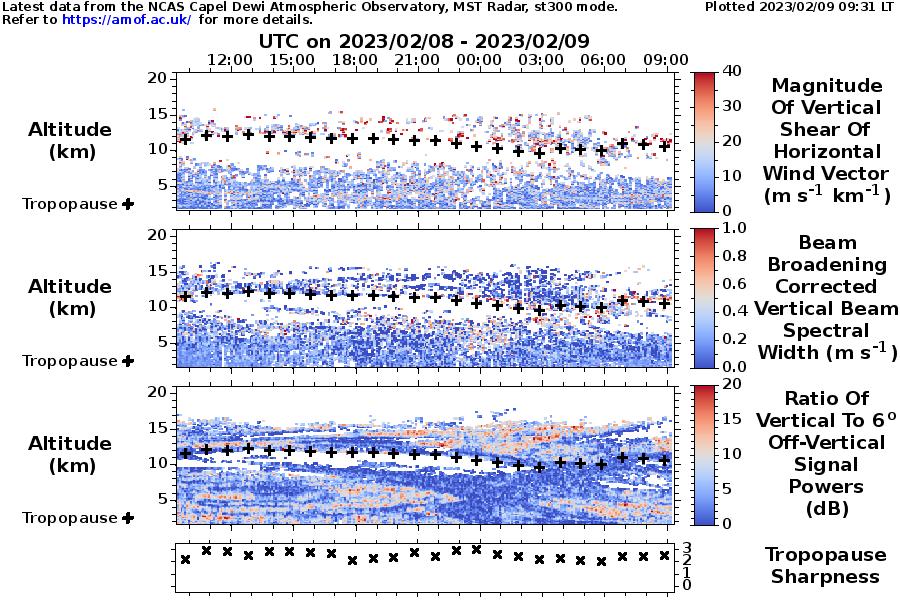 Latest data from the NCAS Capel Dewi Atmospheric Observatory, MST Radar, st300 mode.
Plotted 2023/02/09 09:31 LT
Refer to https://amof.ac.uk/ for more details.
UTC on 2023/02/08 - 2023/02/09
12:00 15:00 18:00 21:00 00:00 03:00 06:00 09:00
20
15
10
5
Altitude
(km)
Tropopause
40
30
20
10
0
Magnitude
Of Vertical
Shear Of
Horizontal
Wind Vector
(m s-1 km-1)
20
15
10
5
Altitude
(km)
Tropopause
1.0
0.8
0.6
0.4
0.2
0.0
Beam
Broadening
Corrected
Vertical Beam
Spectral
Width (m s-1)
20
15
10
5
Altitude
(km)
Tropopause
20
15
10
5
0
Ratio Of
Vertical To 6o
Off-Vertical
Signal
Powers
(dB)
3
2
1
0
Tropopause
Sharpness